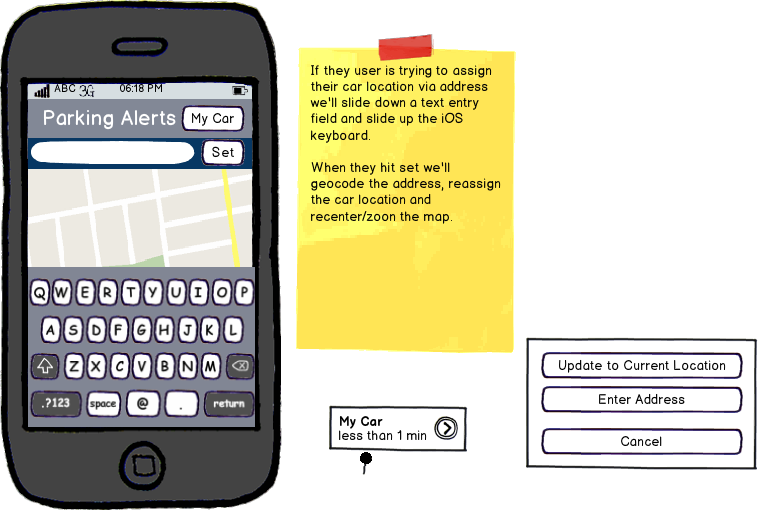 ABC 3G 06:18 PM
Parking Alerts My Car
Set
Q W E R T Y U I O P
A S D F G H J K L
Z X C V B N M
.?123 space @ . return
If they user is trying to assign
their car location via address
we'll slide down a text entry
field and slide up the iOS
keyboard.
When they hit set we'll
geocode the address, reassign
the car location and
recenter/zoon the map.
My Car
less than 1 min
Update to Current Location
Enter Address
Cancel